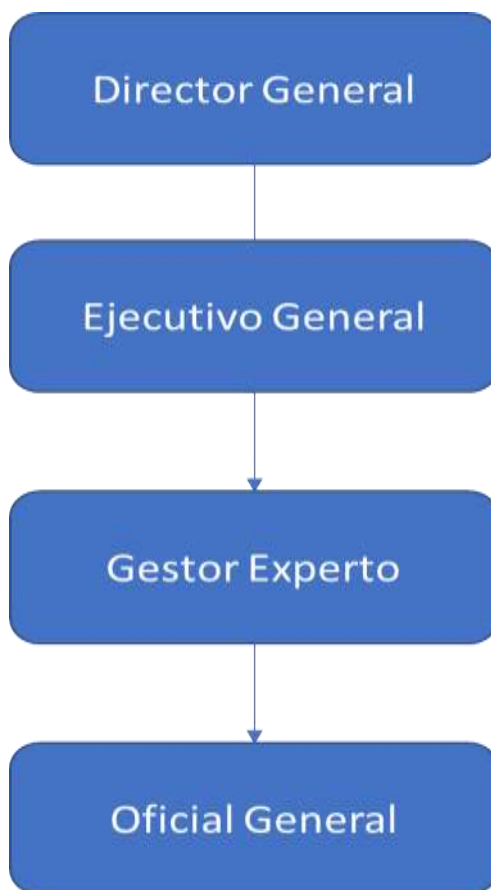 Director General
Ejecutivo General
Gestor Experto
Oficial General